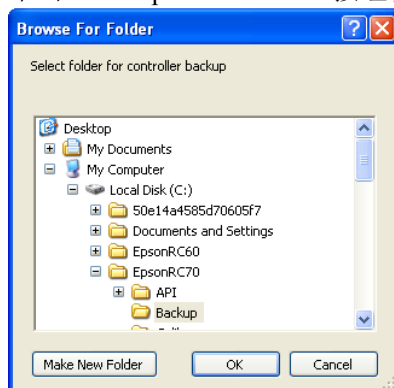 Browse For Folder
Select folder for controller backup
Desktop
My Documents
My Computer
Local Disk (C:)
50e14a4585d70605f7
Documents and Settings
EpsonRC60
EpsonRC70
API
Backup
Make New Folder
OK
Cancel